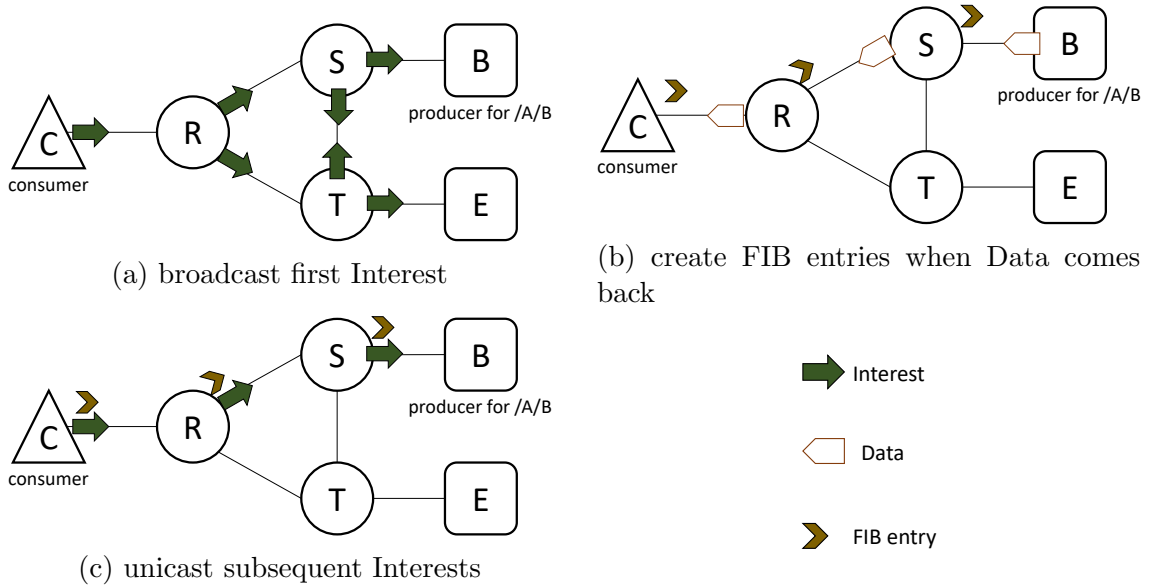 S
B
producer for /A/B
R
C
consumer
T
E
(a) broadcast first Interest
S
B
producer for /A/B
R
C
consumer
T
E
(b) create FIB entries when Data comes
back
S
B
producer for /A/B
R
C
consumer
T
E
(c) unicast subsequent Interests
Interest
Data
FIB entry